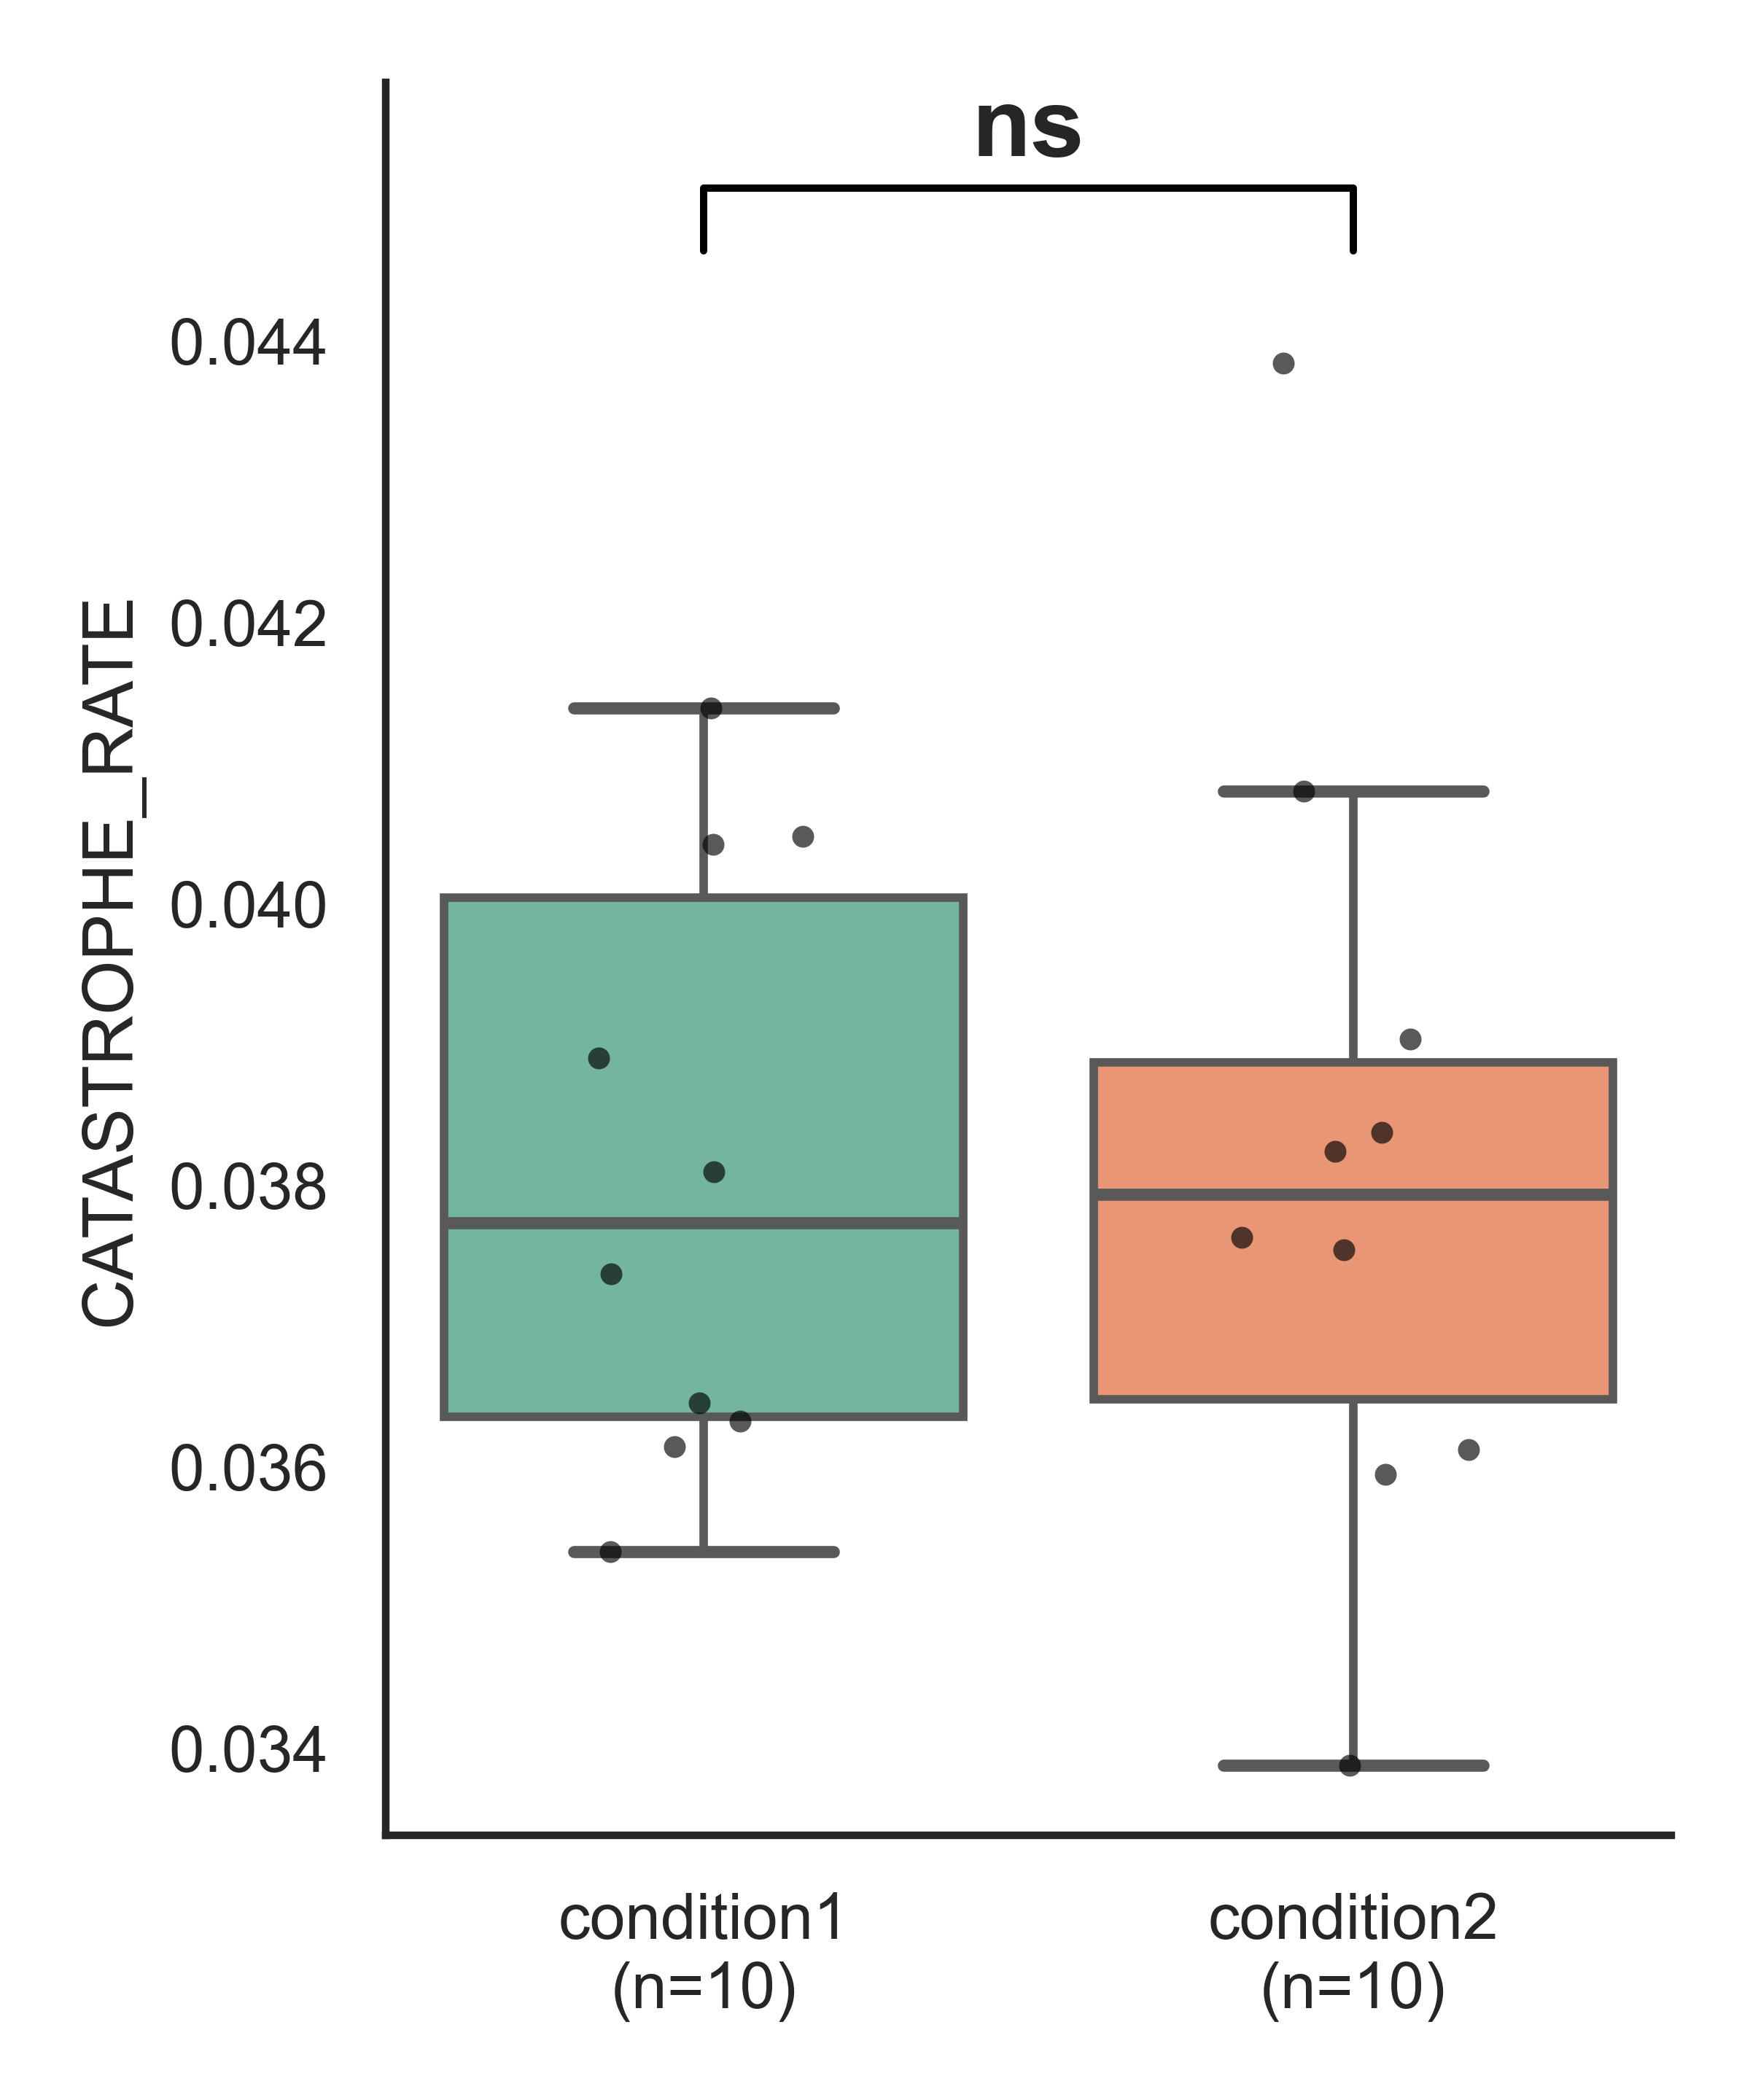 ns
0.044
0.042
0.040
0.038
0.036
0.034
CATASTROPHE_RATE
condition1
(n=10)
condition2
(n=10)